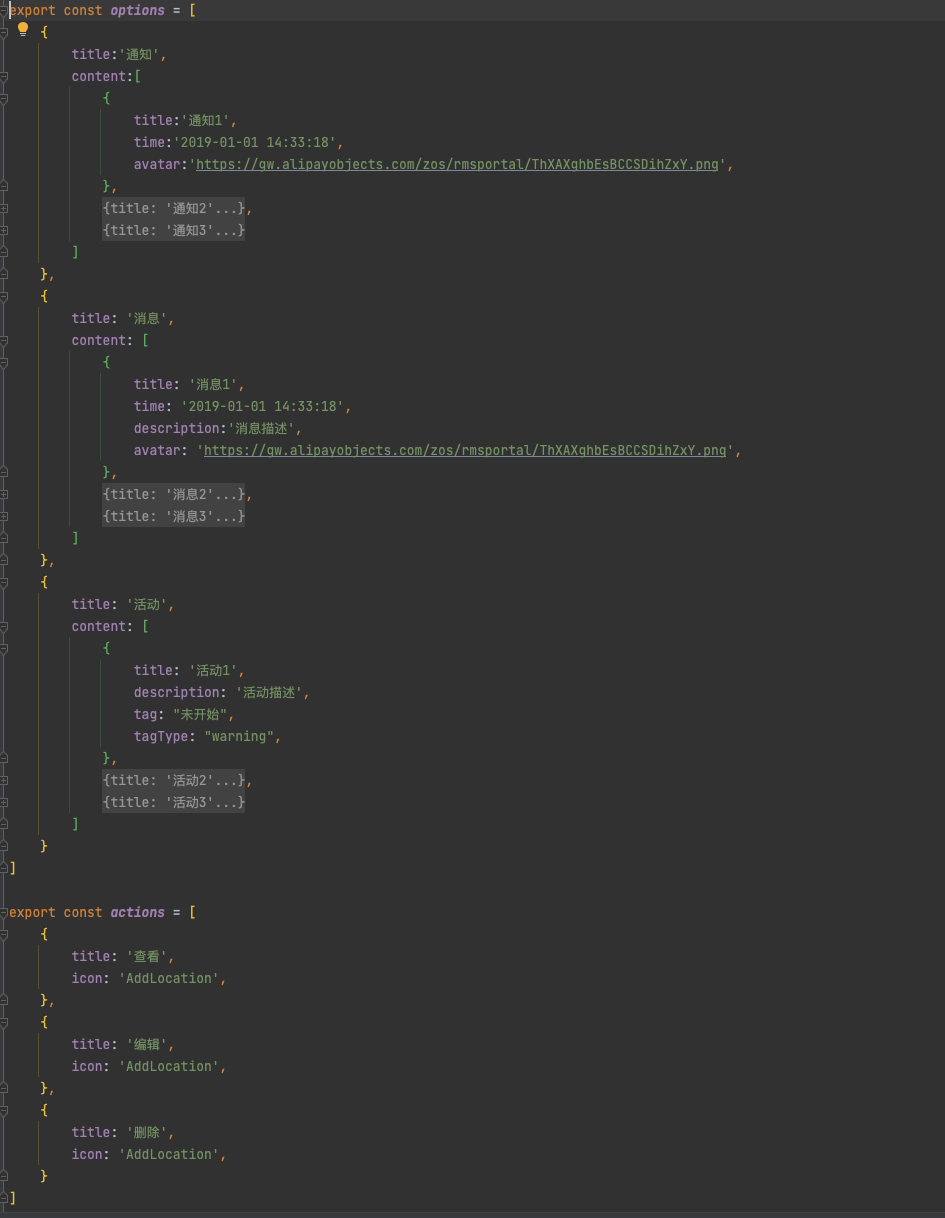 export const options = [
{
title:'通知',
content:[
{
title:'通知1',
time:'2019-01-01 14:33:18',
avatar:'https://gw.alipayobjects.com/zos/rmsportal/ThXAXghbEsBCCSDihZxY.png',
},
{title: '通知2'...},
{title: '通知3'...}
]
},
{
title: '消息',
content: [
{
title: '消息1',
time: '2019-01-01 14:33:18',
description:'消息描述',
avatar: 'https://gw.alipayobjects.com/zos/rmsportal/ThXAXghbEsBCCSDihZxY.png',
},
{title: '消息2'...},
{title: '消息3'...}
]
},
{
title: '活动',
content: [
{
title: '活动1',
description: '活动描述',
tag: "未开始",
tagType: "warning",
},
{title: '活动2'...},
{title: '活动3'...}
]
}
]
export const actions = [
{
title: '查看',
icon: 'AddLocation',
},
{
title: '编辑',
icon: 'AddLocation',
},
{
title: '删除',
icon: 'AddLocation',
}
]